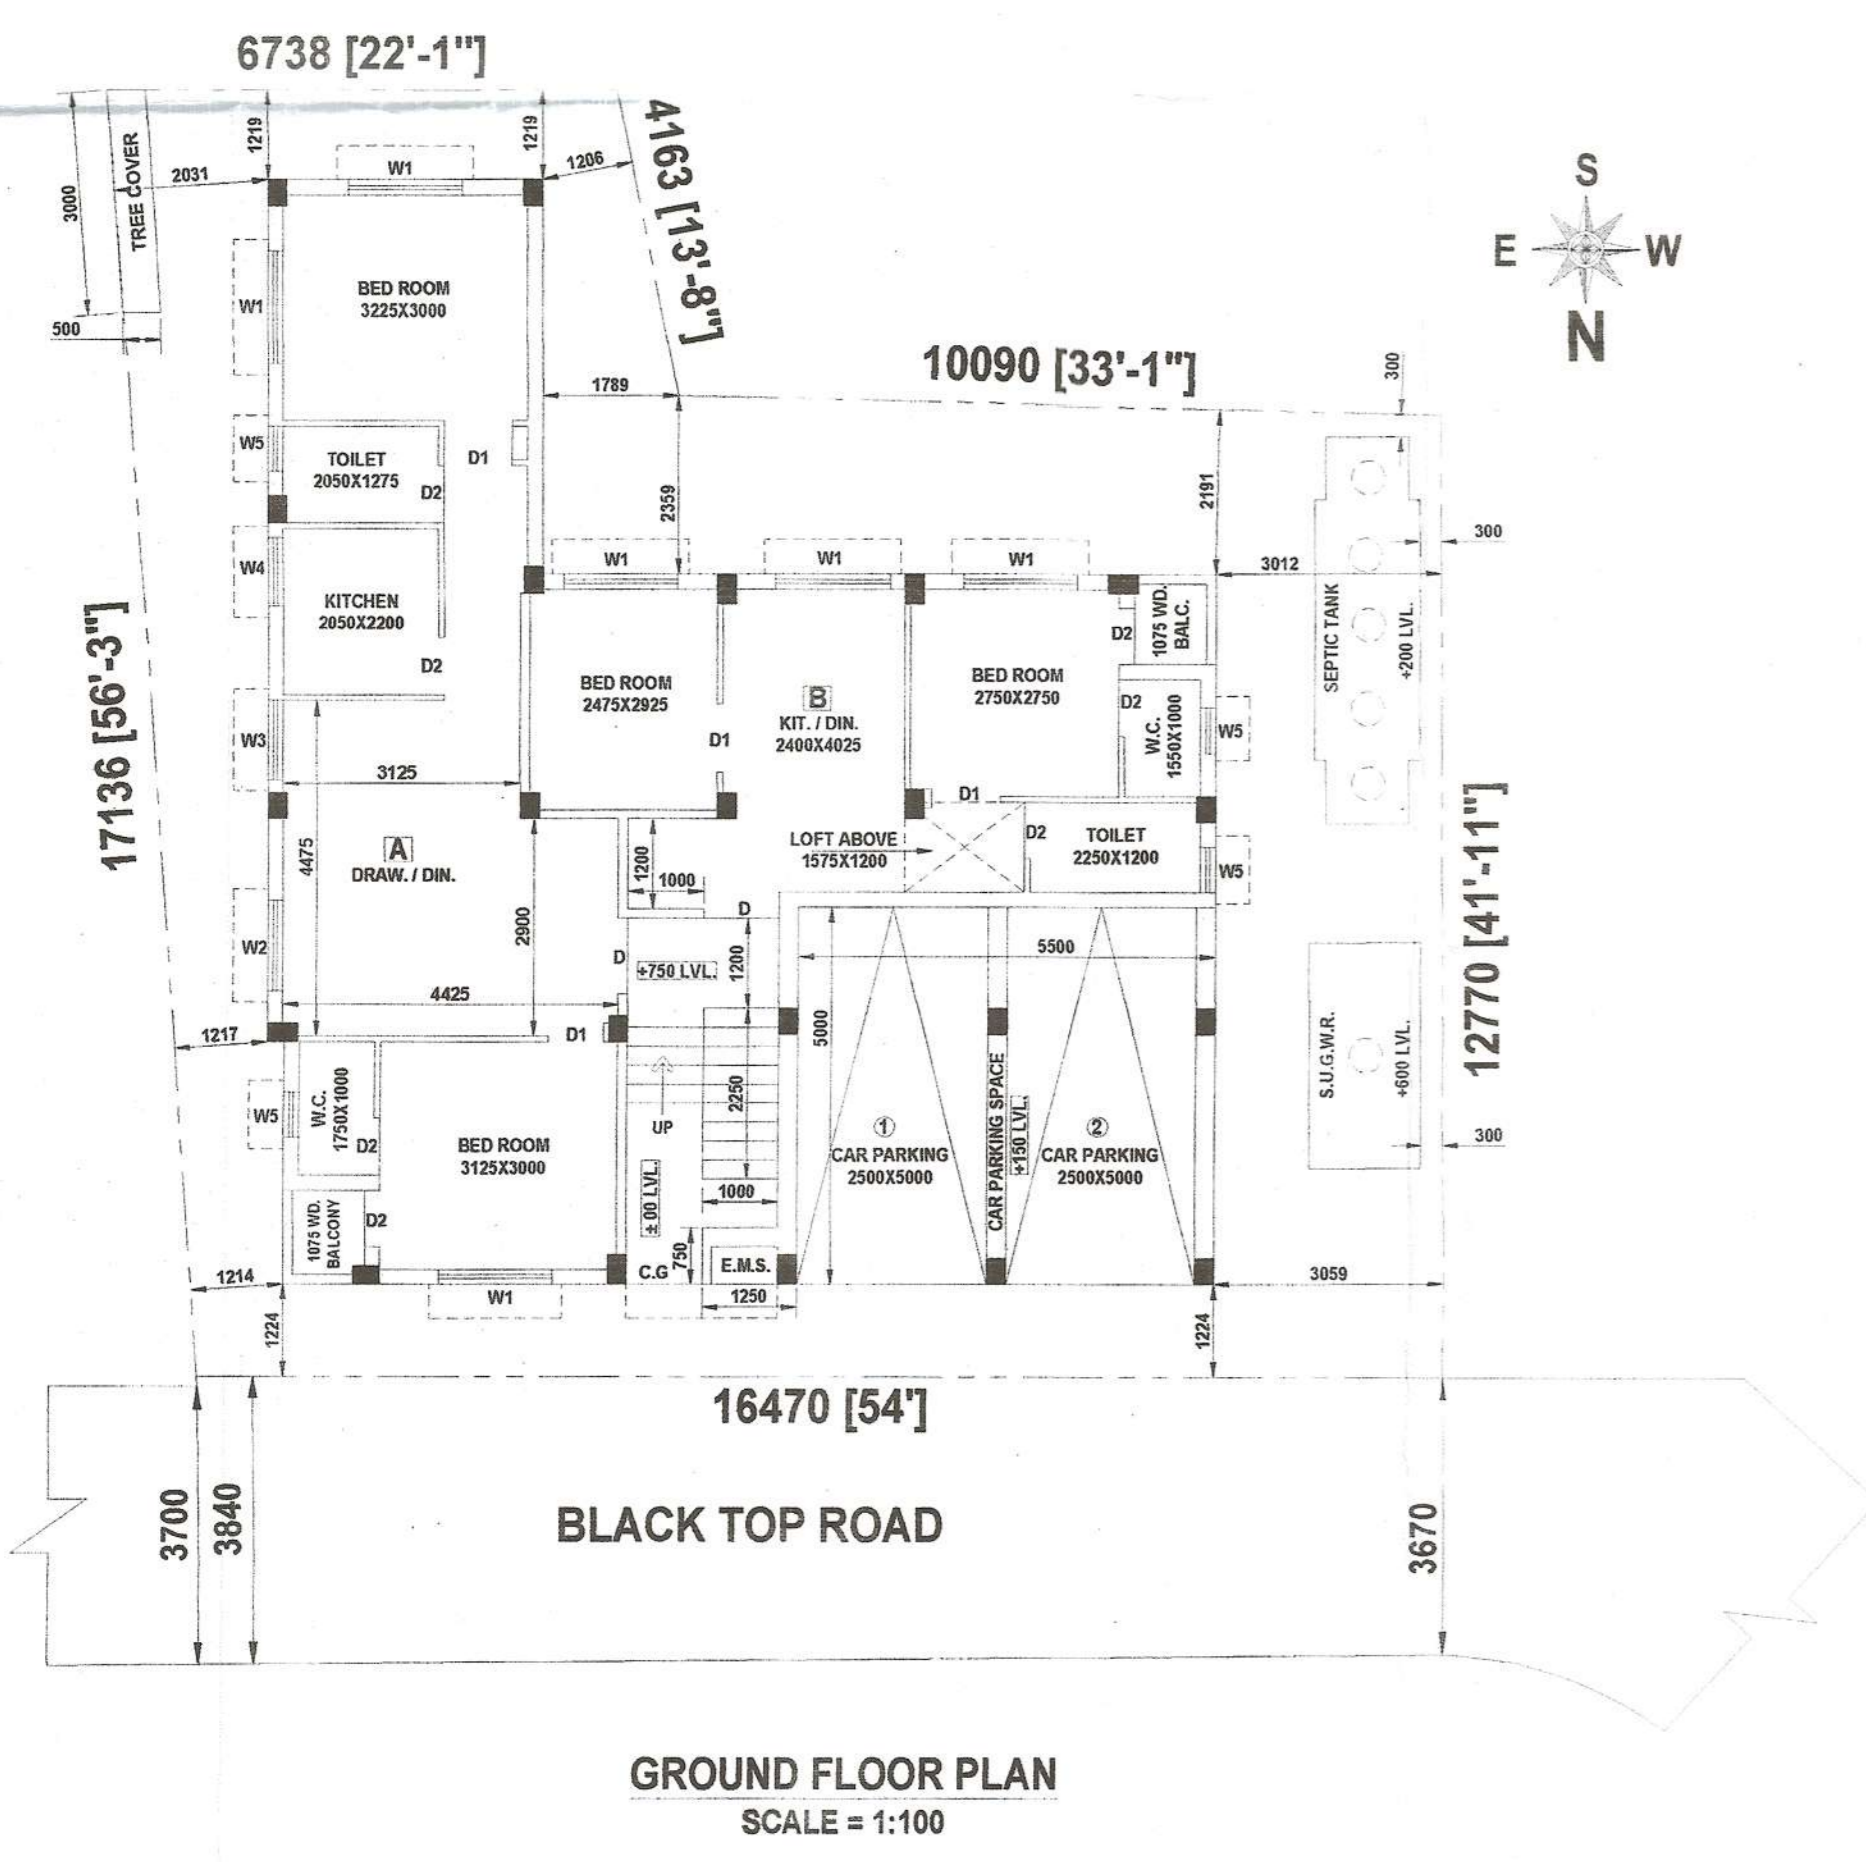 6738 [22'-1"]
4163 [13'-8"]
1219
1219
1206
2031
3000
TREE COVER
500
W1
S
E
W
N
BED ROOM
3225X3000
W1
10090 [33'-1"]
300
1789
W5
TOILET
2050X1275
D1
D2
2359
2191
300
W1
W1
W1
3012
W4
KITCHEN
2050X2200
D2
1075 WD.
BALC.
D2
SEPTIC TANK
+200 LVL.
17136 [56'-3"]
BED ROOM
2475X2925
B
KIT. / DIN.
2400X4025
BED ROOM
2750X2750
D2
W.C.
1550X1000
W5
W3
D1
3125
D1
4475
A
DRAW. / DIN.
LOFT ABOVE
1575X1200
D2
TOILET
2250X1200
W5
12770 [41'-11"]
1200
1000
D
2900
W2
D
+750 LVL.
1200
5500
4425
1217
D1
5000
S.U.G.W.R.
+600 LVL.
W5
W.C.
1750X1000
D2
BED ROOM
3125X3000
UP
2250
CAR PARKING SPACE
+150 LVL.
1
CAR PARKING
2500X5000
2
CAR PARKING
2500X5000
300
1075 WD.
BALCONY
D2
± 00 LVL.
1000
750
C.G
E.M.S.
1214
W1
1250
3059
1224
1224
16470 [54']
3700
3840
BLACK TOP ROAD
3670
GROUND FLOOR PLAN
SCALE = 1:100